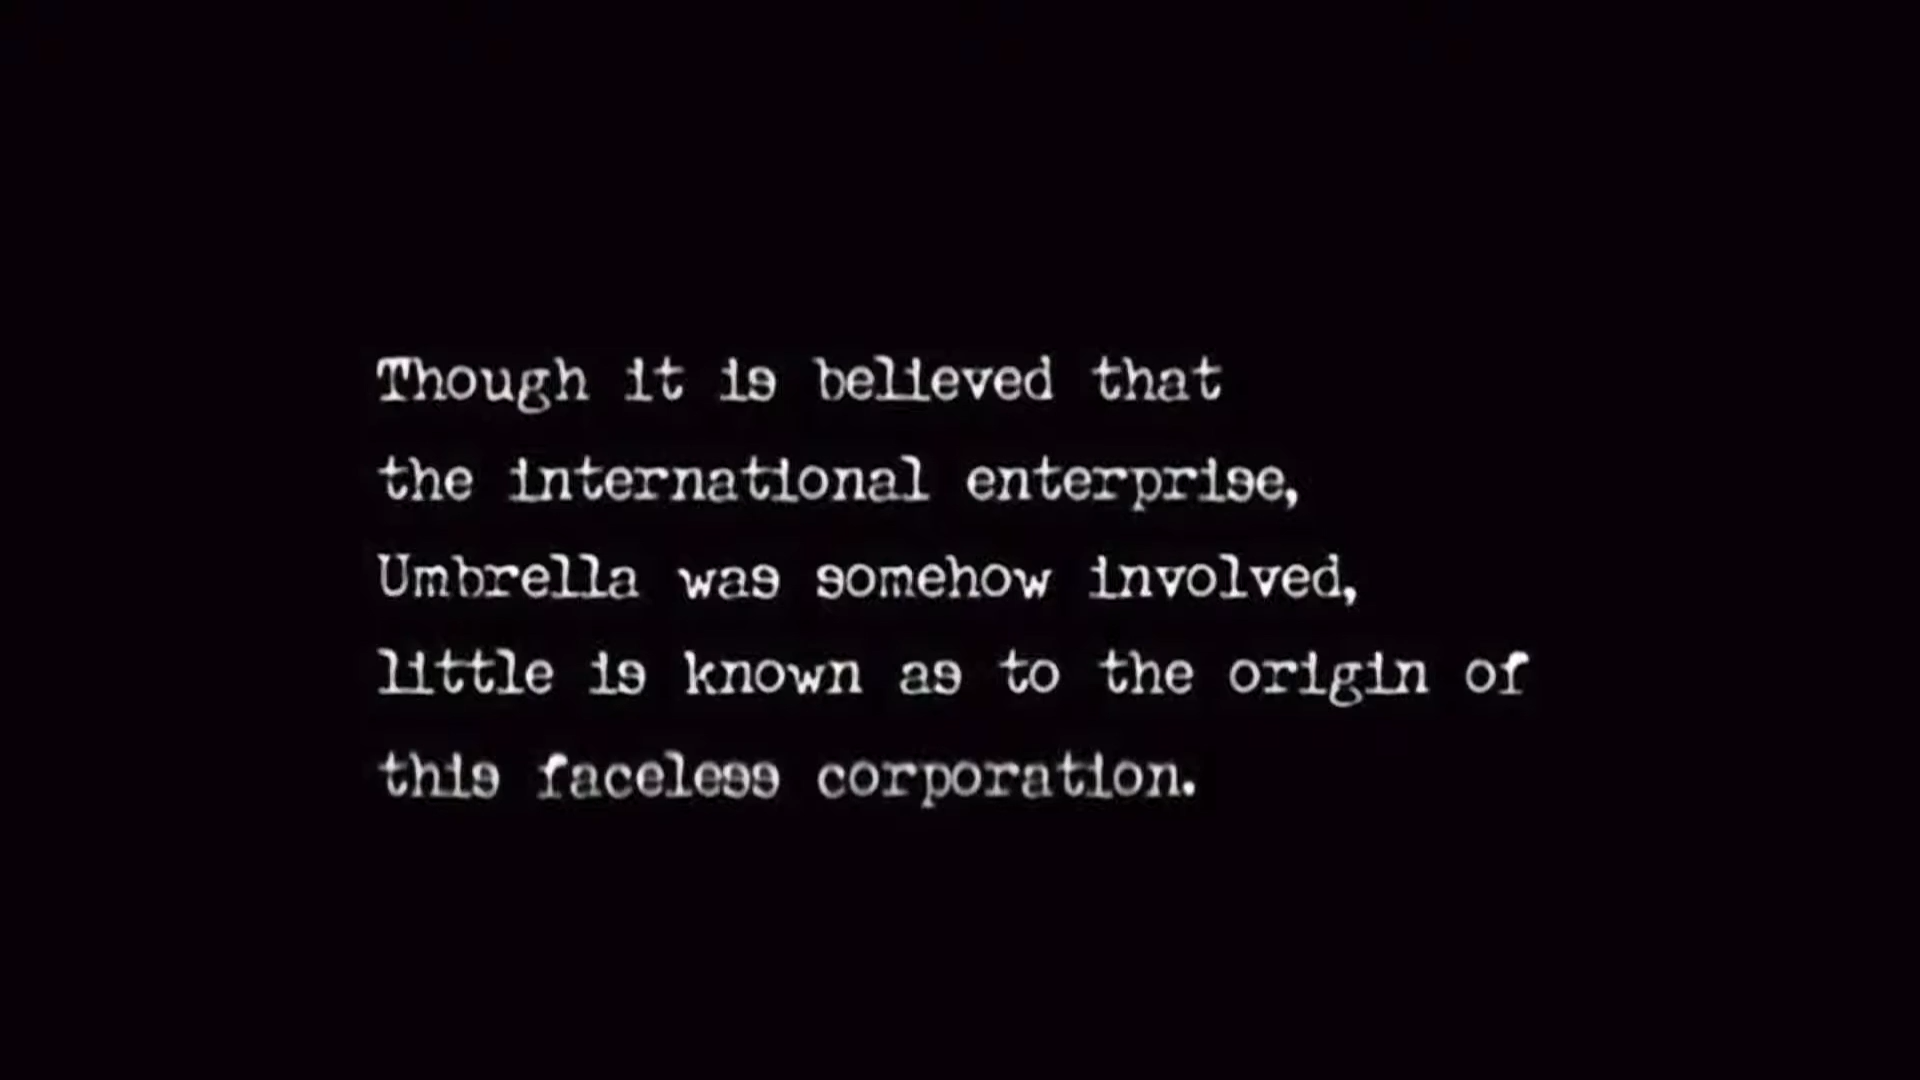 Though it is believed that
the international enterprise,
Umbrella was somehow involved,
little is known as to the origin of
this faceless corporation.